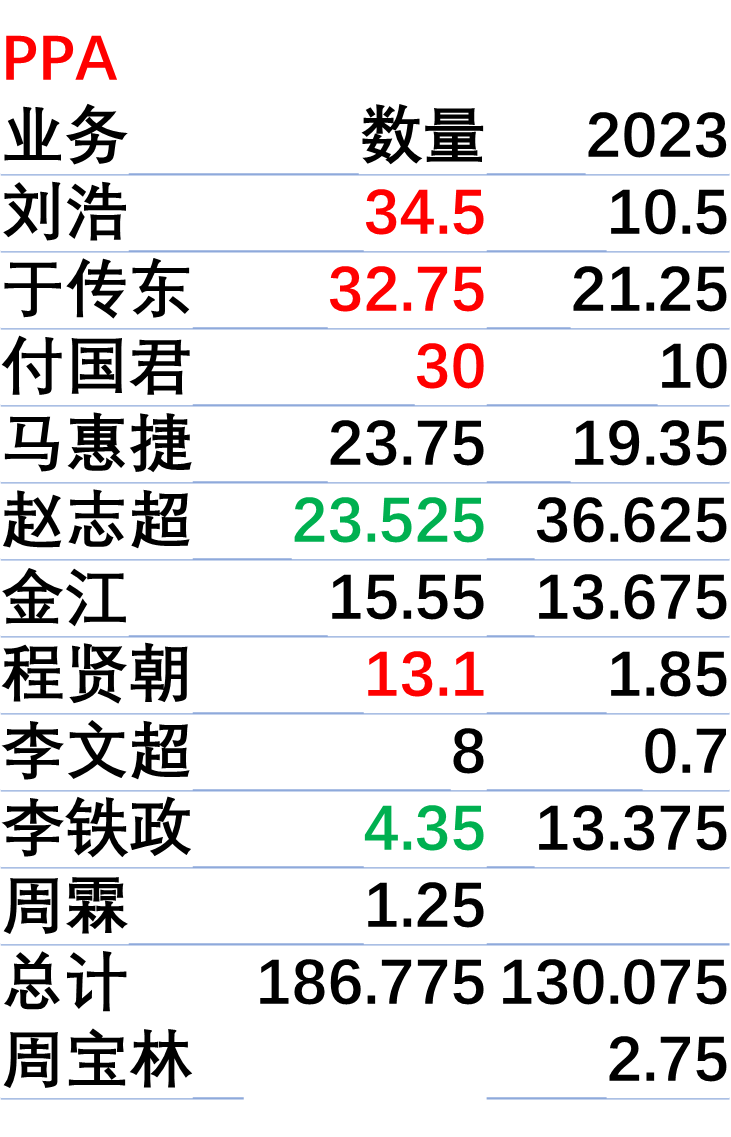 PPA
业务 数量 2023
刘浩 34.5 10.5
于传东 32.75 21.25
付国君 30 10
马惠捷 23.75 19.35
赵志超 23.525 36.625
金江 15.55 13.675
程贤朝 13.1 1.85
李文超 8 0.7
李铁政 4.35 13.375
周霖 1.25
总计 186.775 130.075
周宝林 2.75